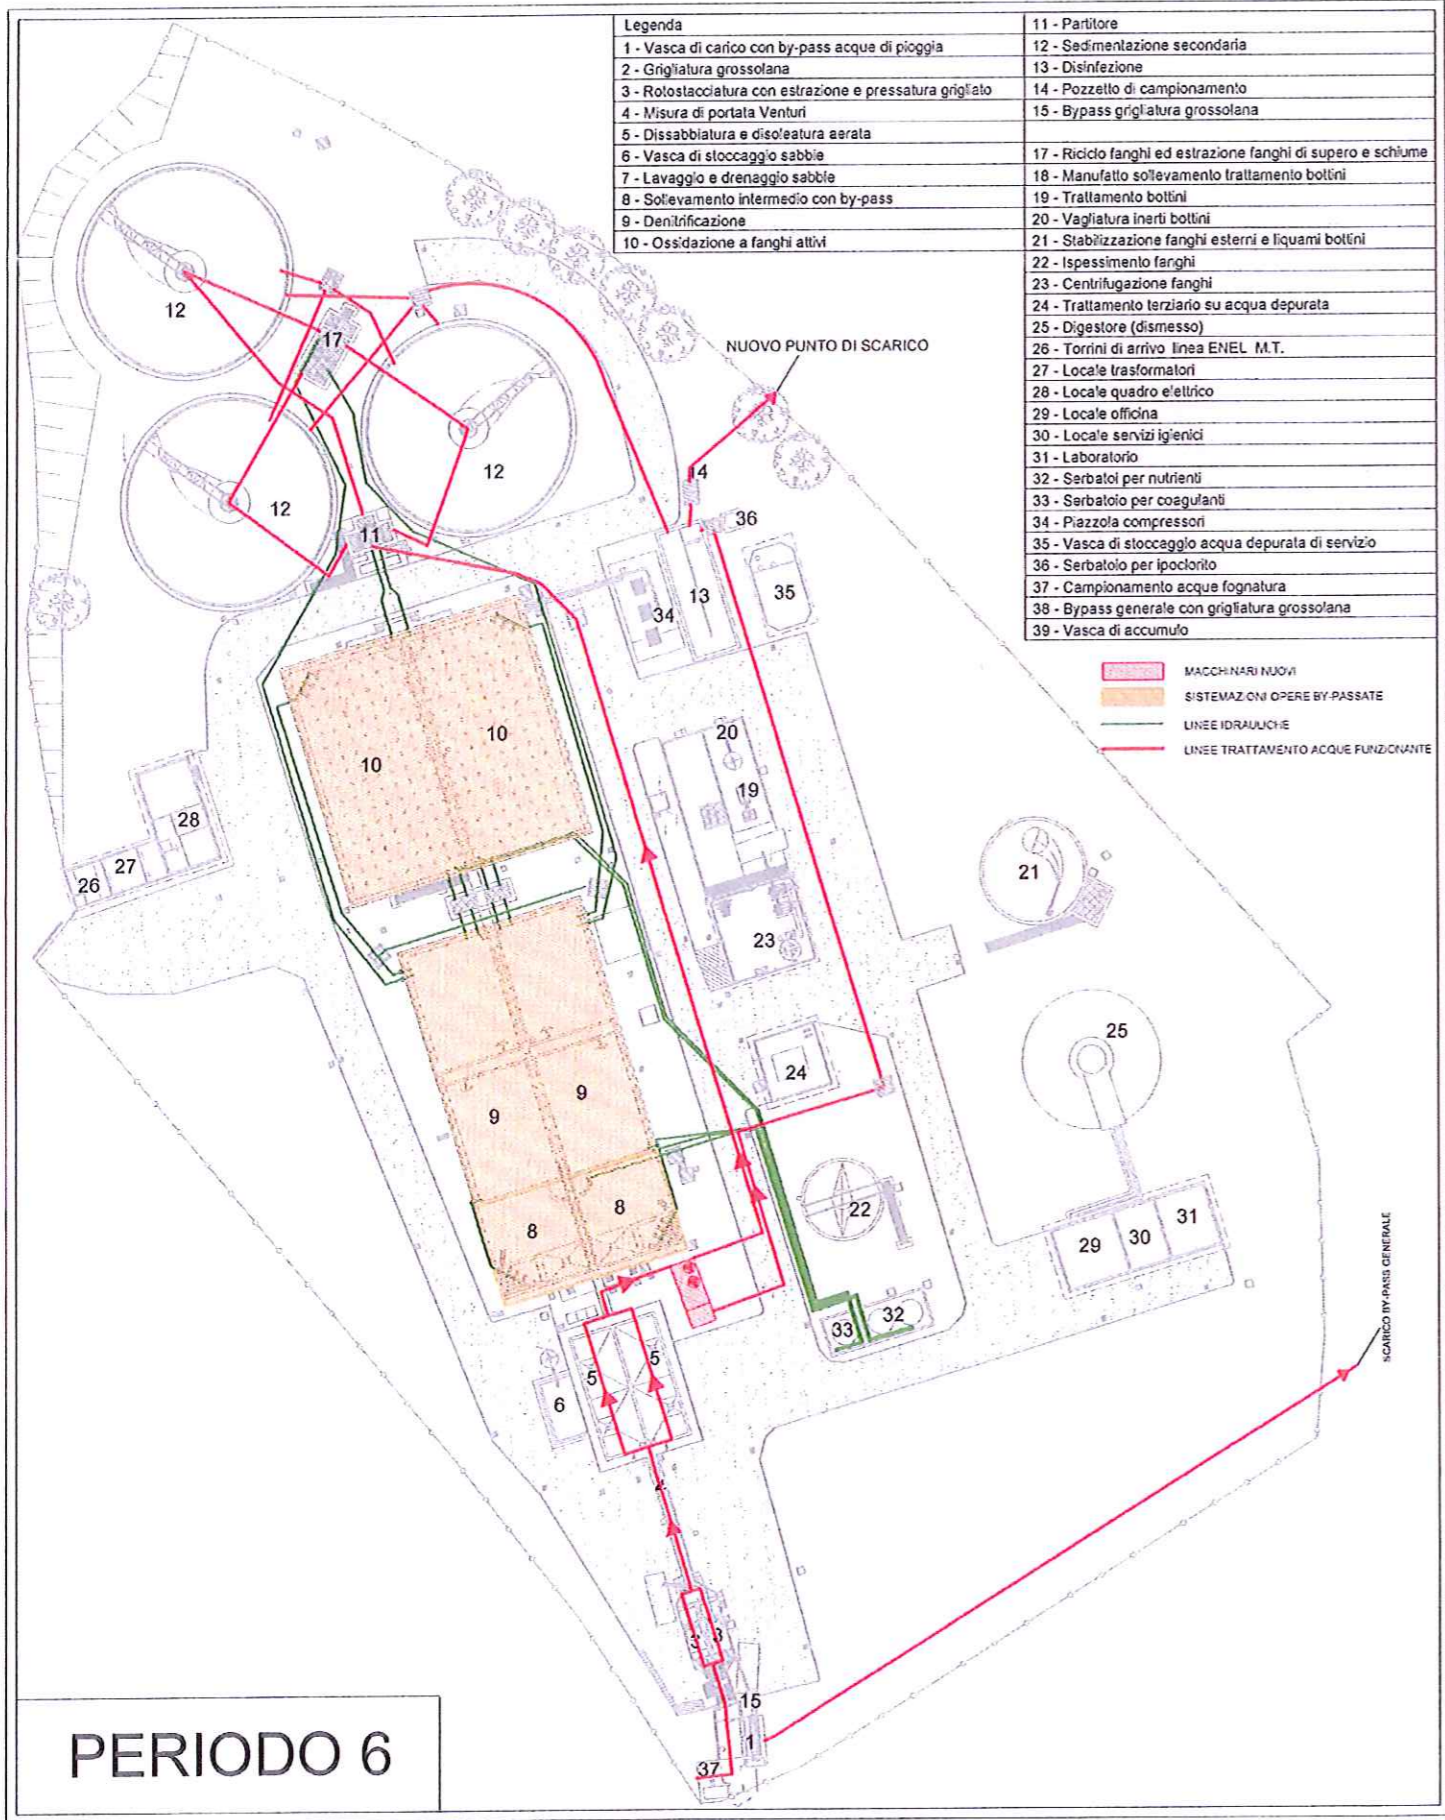 Legenda
1 - Vasca di carico con by-pass acque di pioggia
2 - Grigliatura grossolana
3 - Rotostacciatura con estrazione e pressatura grigliato
4 - Misura di portata Venturi
5 - Dissabbiatura e disoleatura aerata
6 - Vasca di stoccaggio sabbie
7 - Lavaggio e drenaggio sabbie
8 - Sollevamento intermedio con by-pass
9 - Denitrificazione
10 - Ossidazione a fanghi attivi
11 - Partitore
12 - Sedimentazione secondaria
13 - Disinfezione
14 - Pozzetto di campionamento
15 - Bypass grigliatura grossolana
17 - Riciclo fanghi ed estrazione fanghi di supero e schiume
18 - Manufatto sollevamento trattamento bottini
19 - Trattamento bottini
20 - Vagliatura inerti bottini
21 - Stabilizzazione fanghi esterni e liquami bottini
22 - Ispessimento fanghi
23 - Centrifugazione fanghi
24 - Trattamento terziario su acqua depurata
25 - Digestore (dismesso)
26 - Torrini di arrivo linea ENEL M.T.
27 - Locale trasformatori
28 - Locale quadro elettrico
29 - Locale officina
30 - Locale servizi igienici
31 - Laboratorio
32 - Serbatoi per nutrienti
33 - Serbatoio per coagulanti
34 - Piazzola compressori
35 - Vasca di stoccaggio acqua depurata di servizio
36 - Serbatoio per ipoclorito
37 - Campionamento acque fognatura
38 - Bypass generale con grigliatura grossolana
39 - Vasca di accumulo
MACCHINARI NUOVI
SISTEMAZIONI OPERE BY-PASSATE
LINEE IDRAULICHE
LINEE TRATTAMENTO ACQUE FUNZIONANTE
12
17
NUOVO PUNTO DI SCARICO
12
12
14
11
36
13
35
34
10
10
20
19
28
27
26
21
23
25
24
9
9
22
8
8
29
30
31
33
32
5
5
6
SCARICO BY-PASS GENERALE
3
3
15
1
37
PERIODO 6